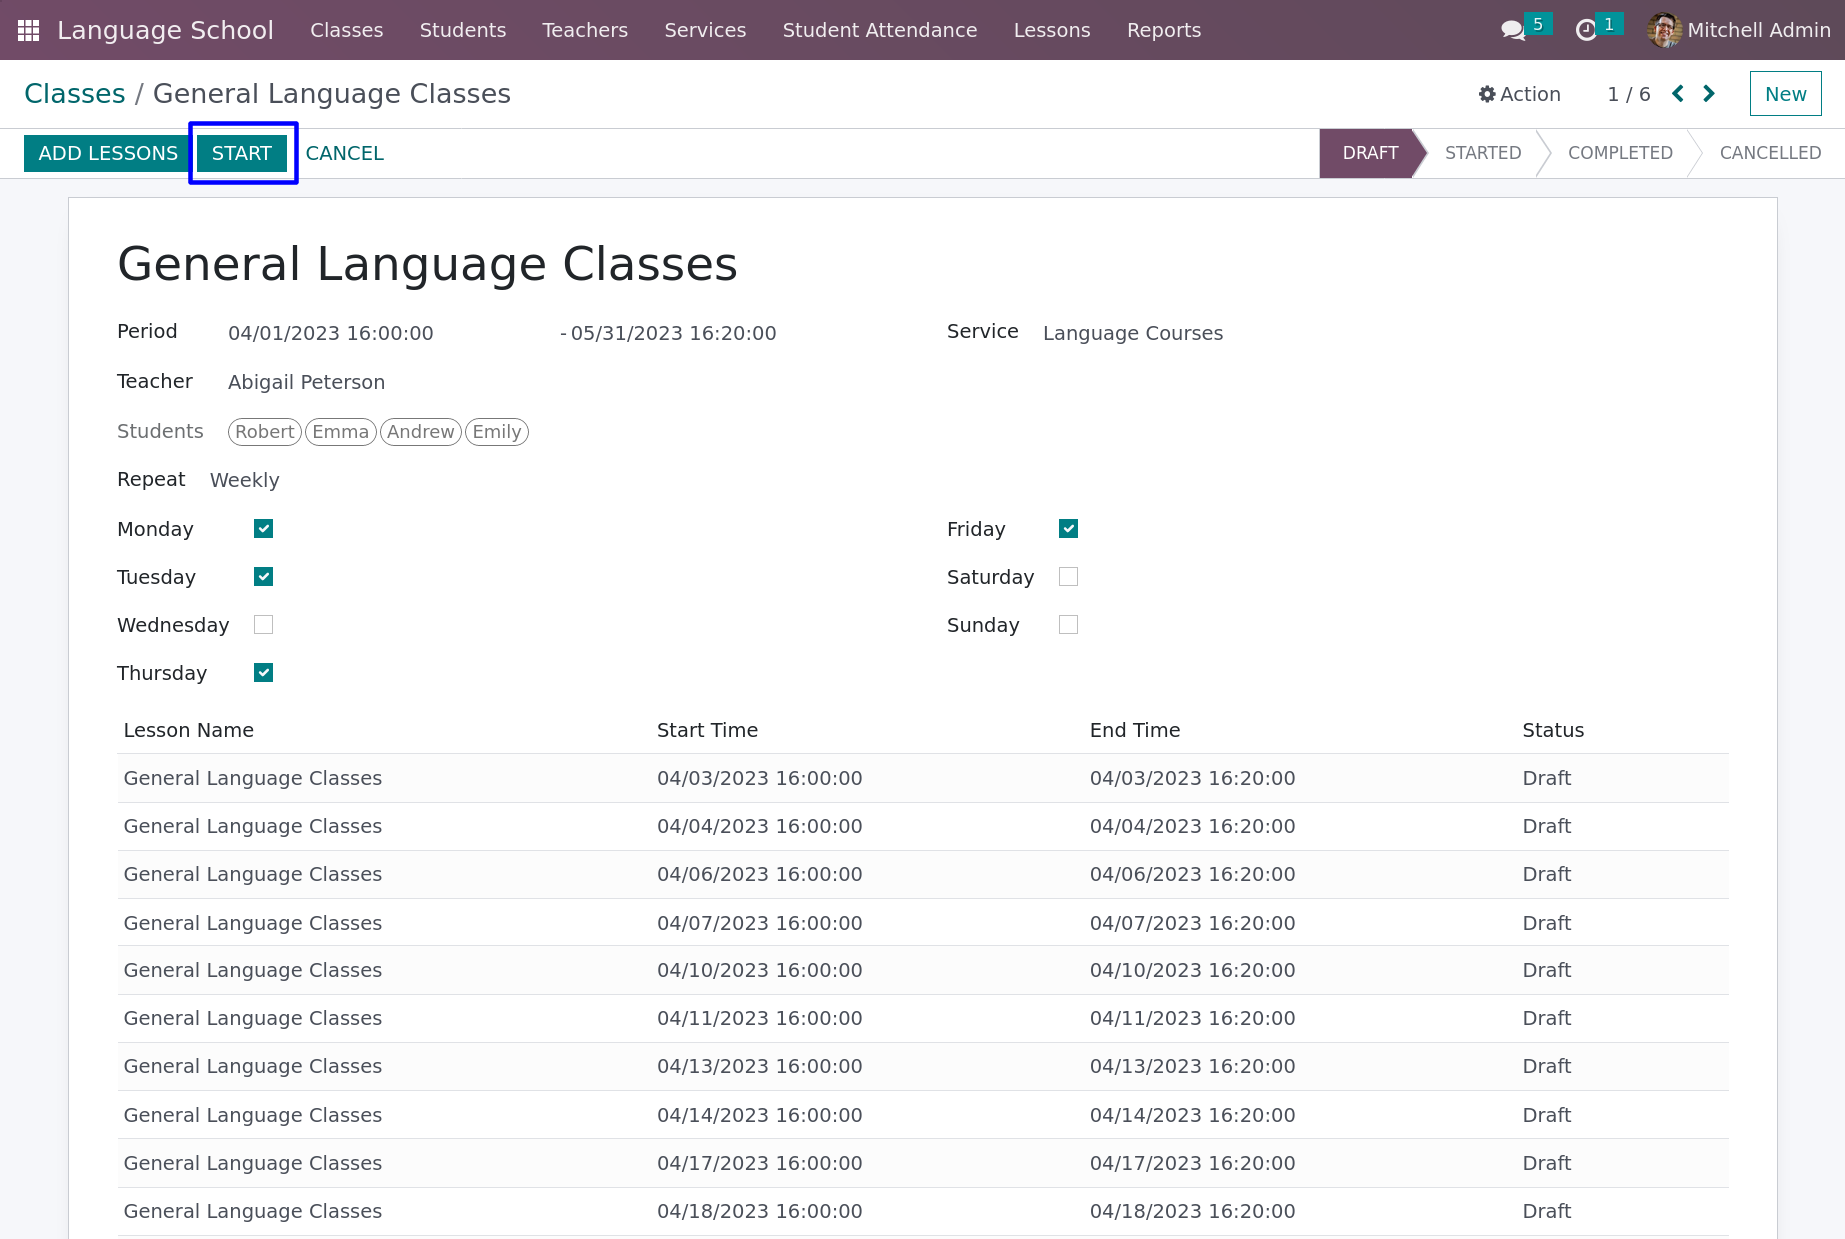 Language School Classes Students Teachers Services Student Attendance Lessons Reports 5 1 Mitchell Admin
Classes / General Language Classes Action 1 / 6 New
ADD LESSONS START CANCEL DRAFT STARTED COMPLETED CANCELLED
General Language Classes
Period 04/01/2023 16:00:00 - 05/31/2023 16:20:00 Service Language Courses
Teacher Abigail Peterson
Students Robert Emma Andrew Emily
Repeat Weekly
Monday Friday
Tuesday Saturday
Wednesday Sunday
Thursday
Lesson Name Start Time End Time Status
General Language Classes 04/03/2023 16:00:00 04/03/2023 16:20:00 Draft
General Language Classes 04/04/2023 16:00:00 04/04/2023 16:20:00 Draft
General Language Classes 04/06/2023 16:00:00 04/06/2023 16:20:00 Draft
General Language Classes 04/07/2023 16:00:00 04/07/2023 16:20:00 Draft
General Language Classes 04/10/2023 16:00:00 04/10/2023 16:20:00 Draft
General Language Classes 04/11/2023 16:00:00 04/11/2023 16:20:00 Draft
General Language Classes 04/13/2023 16:00:00 04/13/2023 16:20:00 Draft
General Language Classes 04/14/2023 16:00:00 04/14/2023 16:20:00 Draft
General Language Classes 04/17/2023 16:00:00 04/17/2023 16:20:00 Draft
General Language Classes 04/18/2023 16:00:00 04/18/2023 16:20:00 Draft